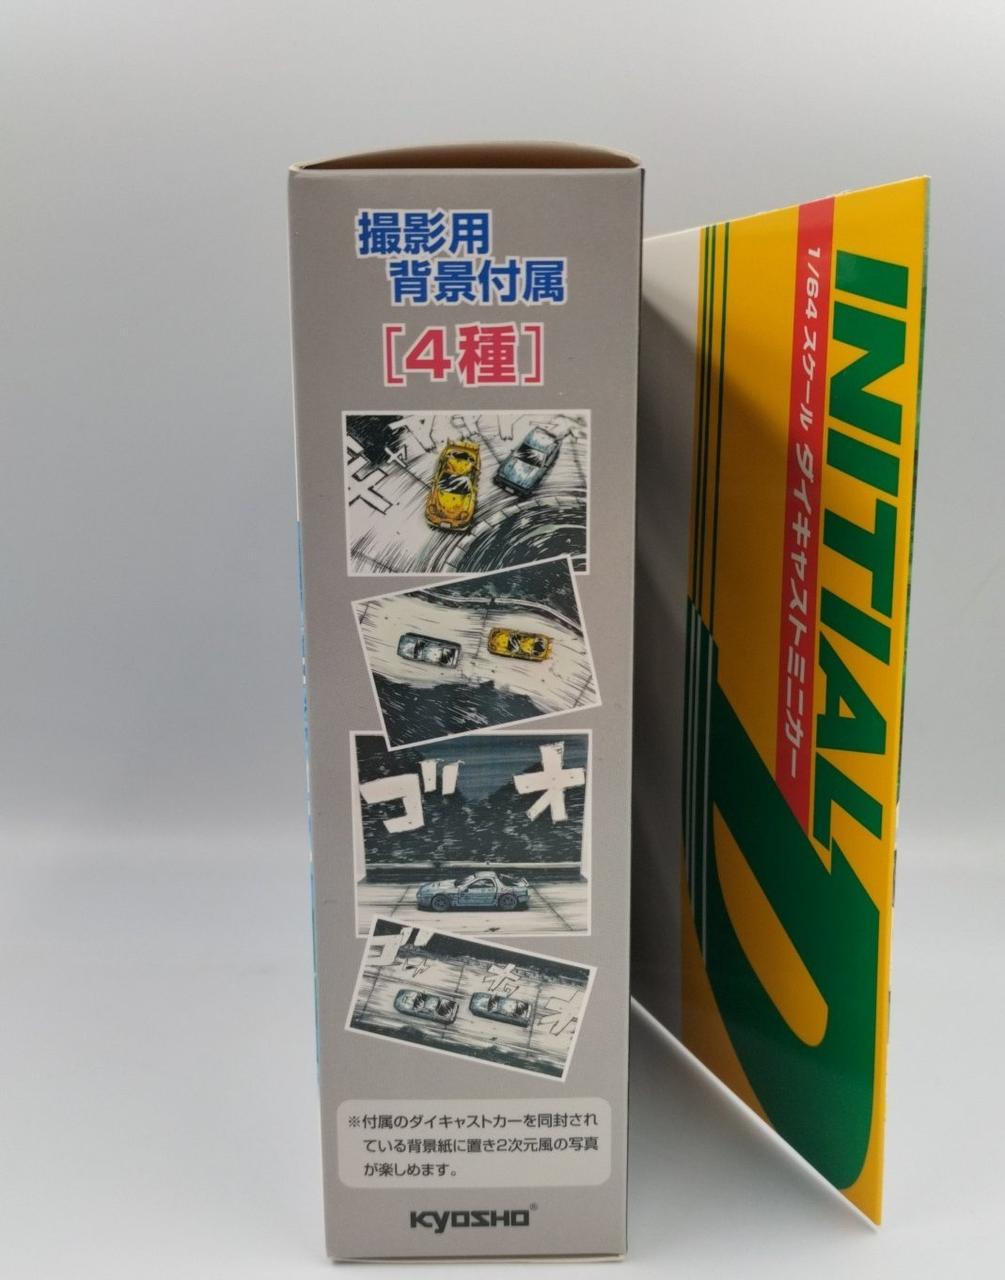 撮影用
背景付属
[4種]
ゴ オ
ゴ
※付属のダイキャストカーを同封され
ている背景紙に置き2次元風の写真
が楽しめます。
KYOSHO®
INITIAL D
1/64 スケール ダイキャストミニカー